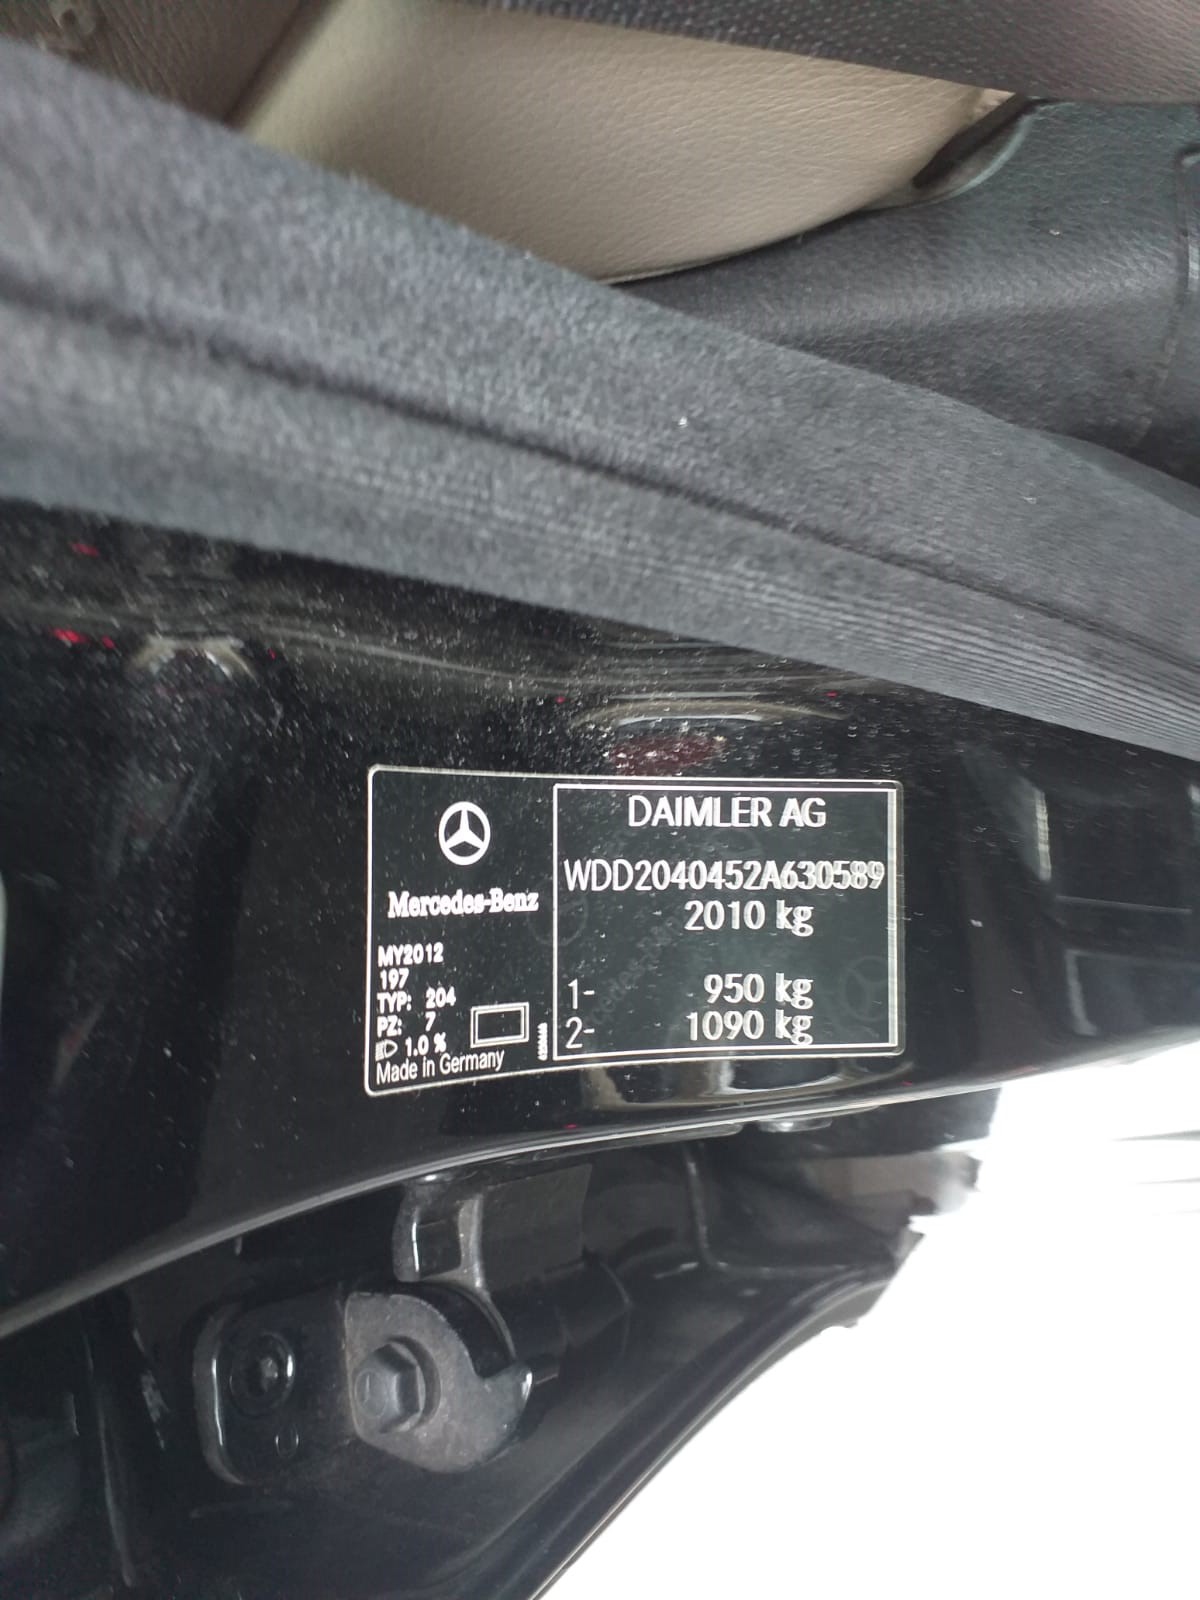 Mercedes-Benz
MY2012
197
TYP: 204
PZ: 7
1.0 %
Made in Germany
DAIMLER AG
WDD2040452A630589
2010 kg
1- 950 kg
2- 1090 kg